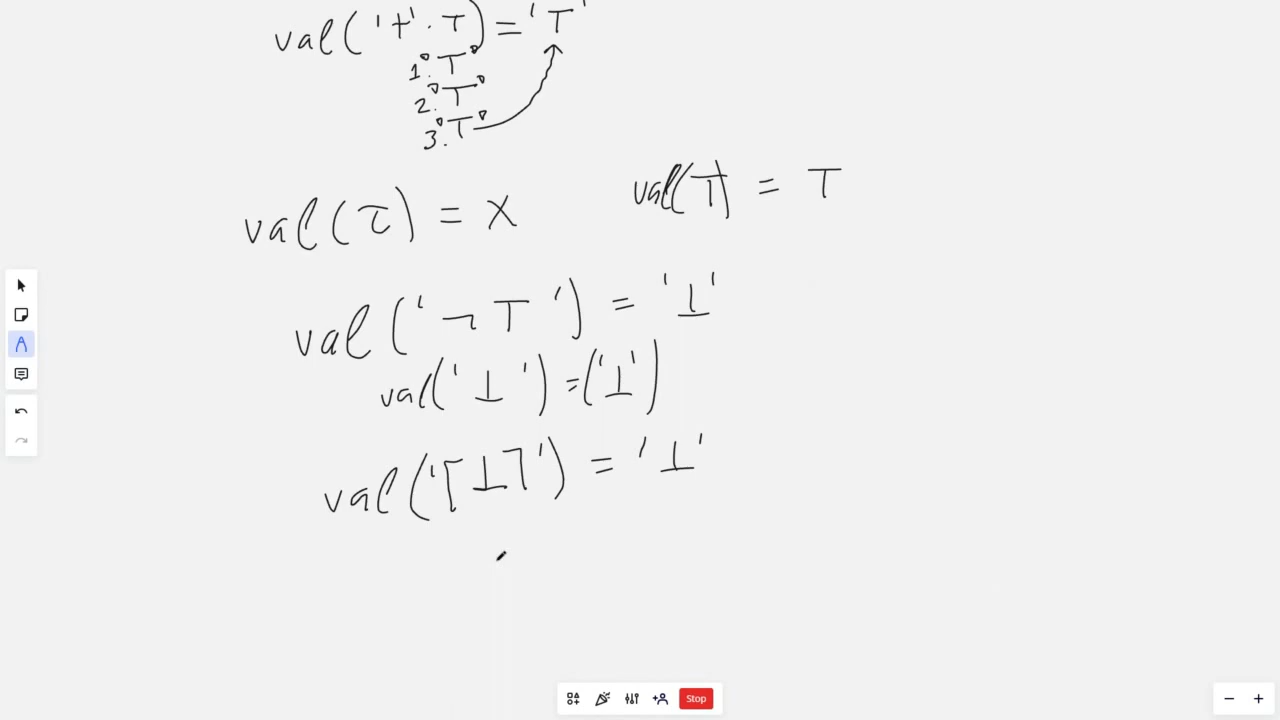 val('+'.T) = 'T'
1. °T°
2. °T°
3. °T°
val(τ) = X
val(T) = T
val('¬T') = '⊥'
val('⊥') = ('⊥')
val('⌈⊥⌉') = '⊥'
Stop